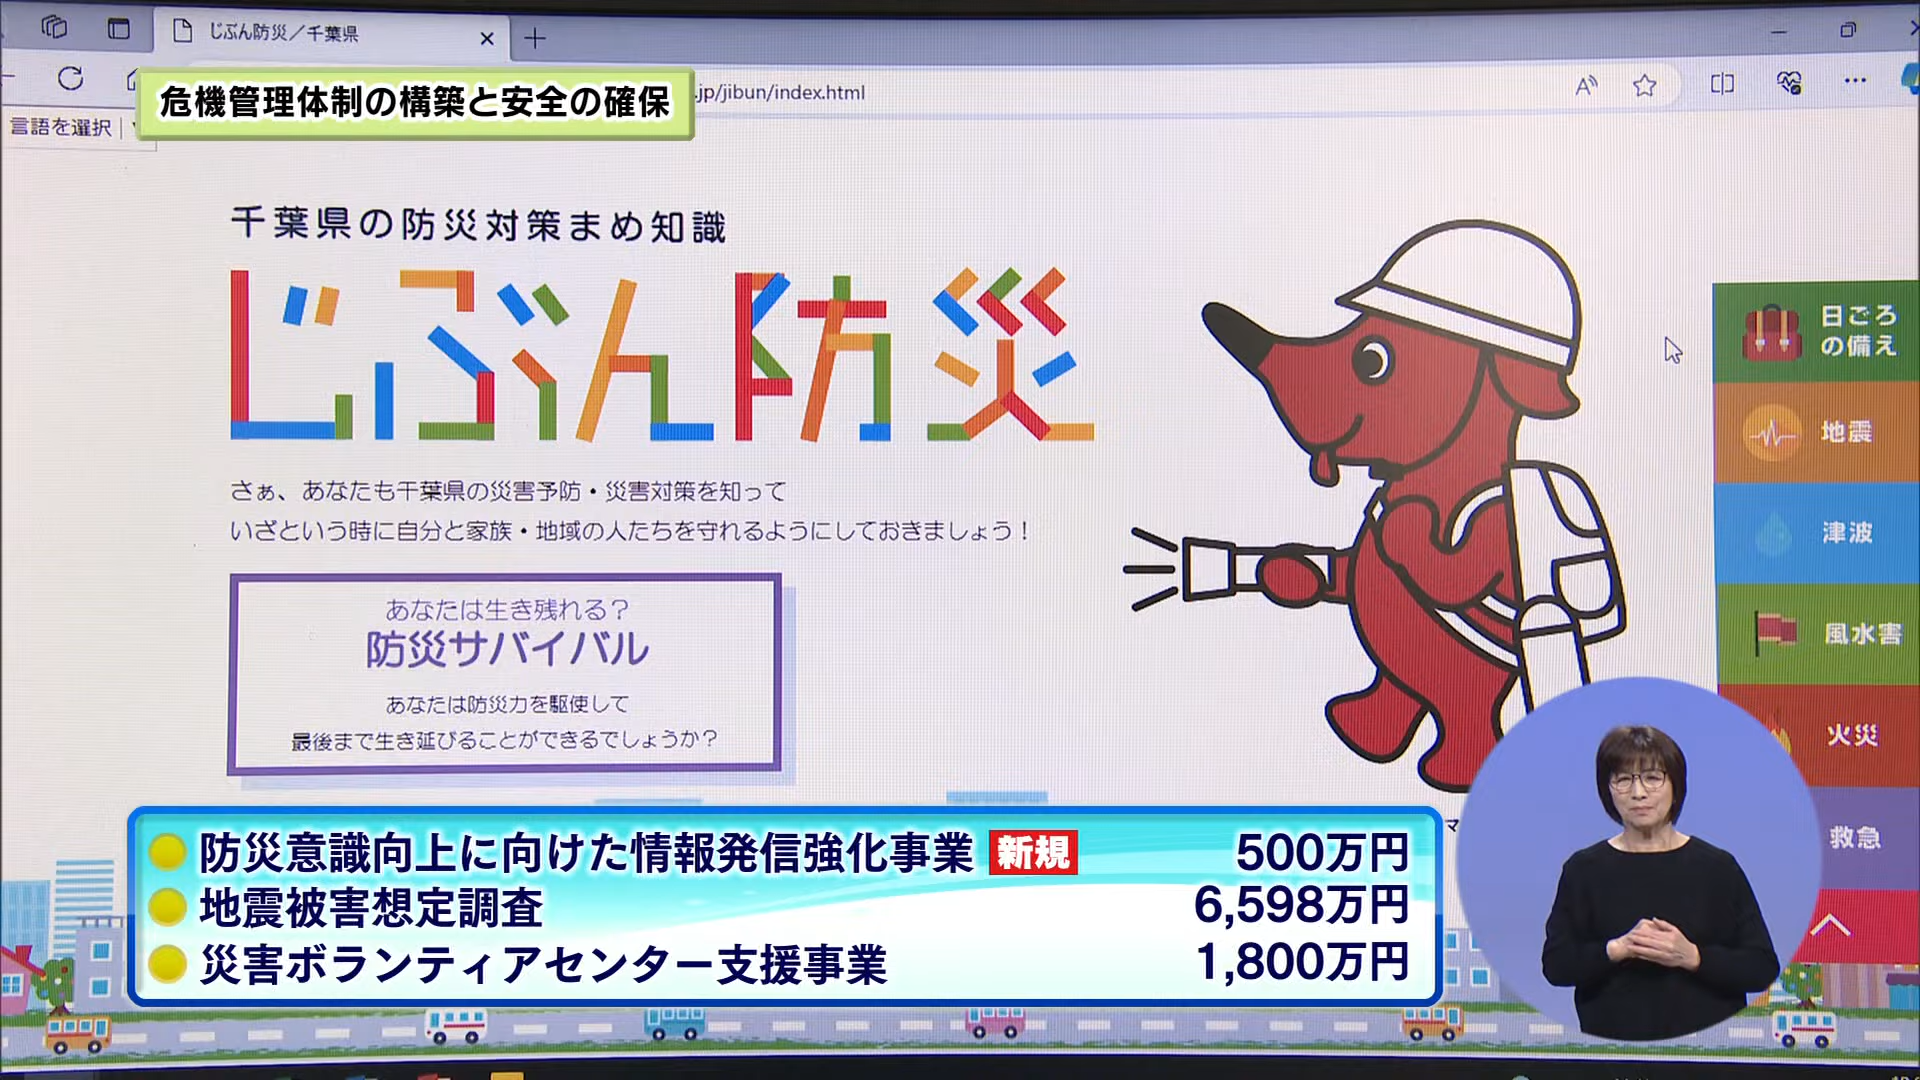 じぶん防災／千葉県
危機管理体制の構築と安全の確保
.jp/jibun/index.html
言語を選択
千葉県の防災対策まめ知識
じぶん防災
さぁ、あなたも千葉県の災害予防・災害対策を知って
いざという時に自分と家族・地域の人たちを守れるようにしておきましょう！
あなたは生き残れる？
防災サバイバル
あなたは防災力を駆使して
最後まで生き延びることができるでしょうか？
日ごろ
の備え
地震
津波
風水害
火災
救急
防災意識向上に向けた情報発信強化事業 新規 500万円
地震被害想定調査 6,598万円
災害ボランティアセンター支援事業 1,800万円